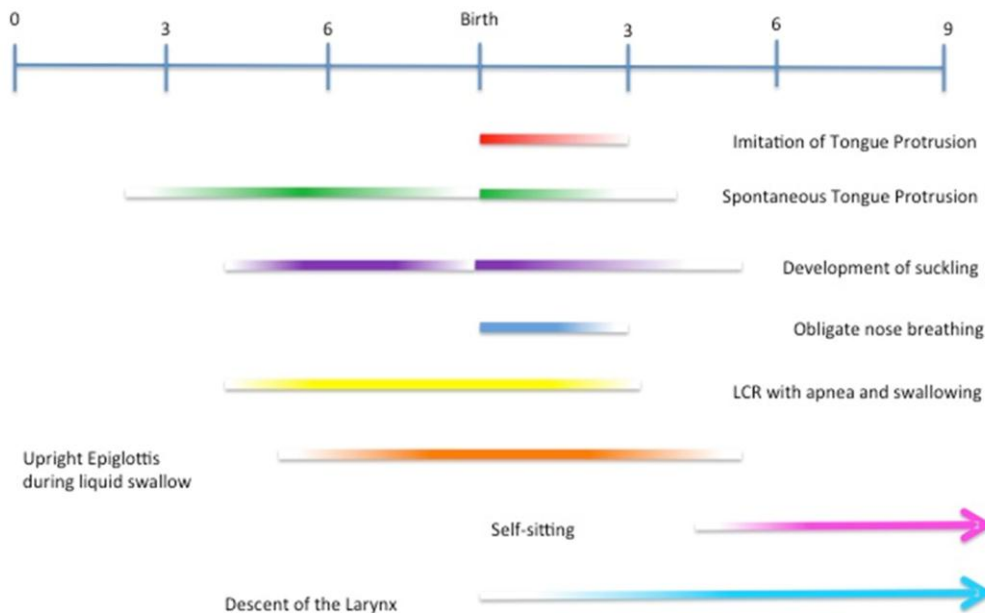 0 3 6 Birth 3 6 9
Imitation of Tongue Protrusion
Spontaneous Tongue Protrusion
Development of suckling
Obligate nose breathing
LCR with apnea and swallowing
Upright Epiglottis
during liquid swallow
Self-sitting
Descent of the Larynx